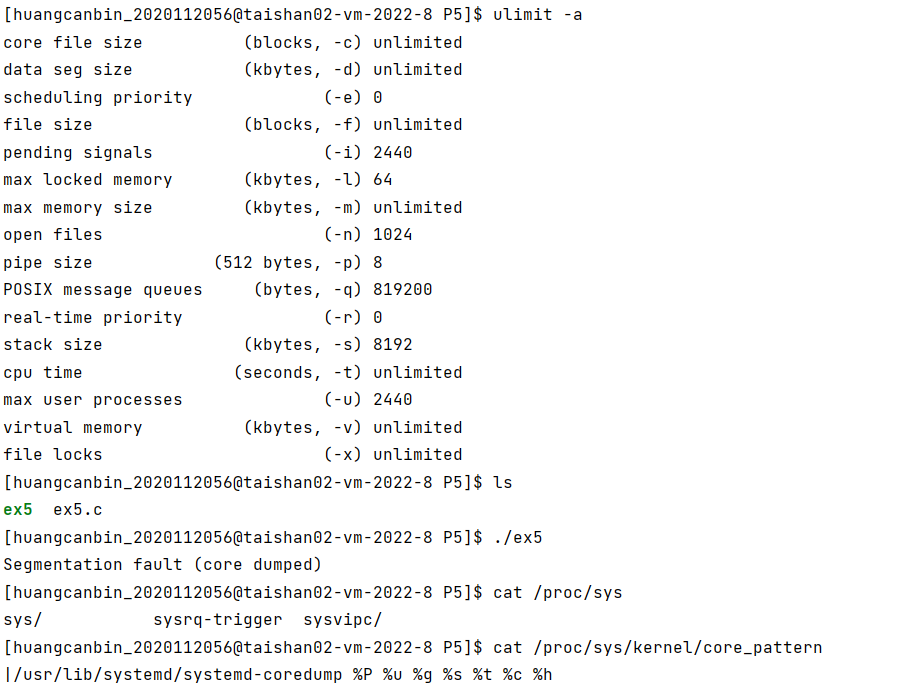 [huangcanbin_2020112056@taishan02-vm-2022-8 P5]$ ulimit -a
core file size          (blocks, -c) unlimited
data seg size           (kbytes, -d) unlimited
scheduling priority             (-e) 0
file size               (blocks, -f) unlimited
pending signals                 (-i) 2440
max locked memory       (kbytes, -l) 64
max memory size         (kbytes, -m) unlimited
open files                      (-n) 1024
pipe size            (512 bytes, -p) 8
POSIX message queues     (bytes, -q) 819200
real-time priority              (-r) 0
stack size              (kbytes, -s) 8192
cpu time               (seconds, -t) unlimited
max user processes              (-u) 2440
virtual memory          (kbytes, -v) unlimited
file locks                      (-x) unlimited
[huangcanbin_2020112056@taishan02-vm-2022-8 P5]$ ls
ex5  ex5.c
[huangcanbin_2020112056@taishan02-vm-2022-8 P5]$ ./ex5
Segmentation fault (core dumped)
[huangcanbin_2020112056@taishan02-vm-2022-8 P5]$ cat /proc/sys
sys/           sysrq-trigger  sysvipc/
[huangcanbin_2020112056@taishan02-vm-2022-8 P5]$ cat /proc/sys/kernel/core_pattern
|/usr/lib/systemd/systemd-coredump %P %u %g %s %t %c %h